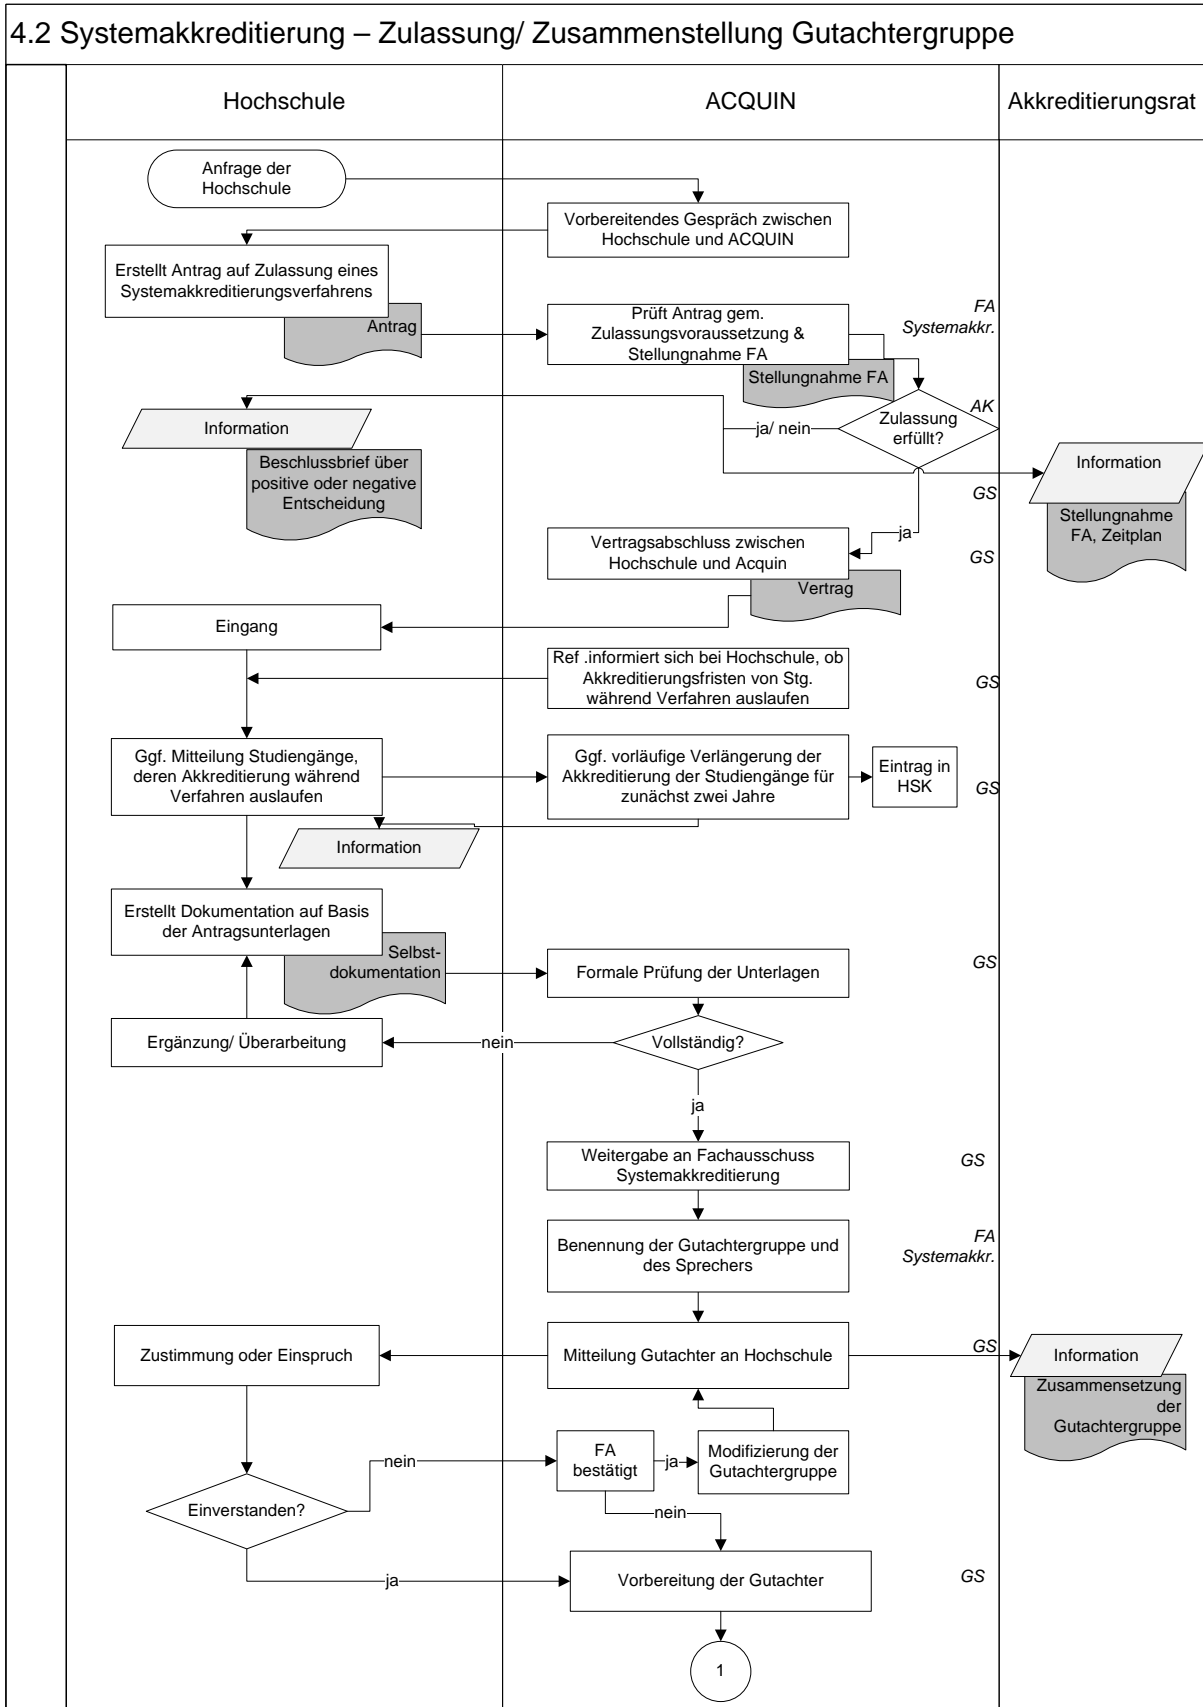 4.2 Systemakkreditierung – Zulassung/ Zusammenstellung Gutachtergruppe
Hochschule
ACQUIN
Akkreditierungsrat
Anfrage der
Hochschule
Vorbereitendes Gespräch zwischen
Hochschule und ACQUIN
Erstellt Antrag auf Zulassung eines
Systemakkreditierungsverfahrens
Antrag
Prüft Antrag gem.
Zulassungsvoraussetzung &
Stellungnahme FA
FA
Systemakkr.
Stellungnahme FA
AK
Zulassung
erfüllt?
ja/ nein
Information
Beschlussbrief über
positive oder negative
Entscheidung
Information
GS
Stellungnahme
FA, Zeitplan
ja
Vertragsabschluss zwischen
Hochschule und Acquin
GS
Vertrag
Eingang
Ref .informiert sich bei Hochschule, ob
Akkreditierungsfristen von Stg.
während Verfahren auslaufen
GS
Ggf. Mitteilung Studiengänge,
deren Akkreditierung während
Verfahren auslaufen
Ggf. vorläufige Verlängerung der
Akkreditierung der Studiengänge für
zunächst zwei Jahre
Eintrag in
HSK
GS
Information
Erstellt Dokumentation auf Basis
der Antragsunterlagen
Selbst-
dokumentation
Formale Prüfung der Unterlagen
GS
Ergänzung/ Überarbeitung
nein
Vollständig?
ja
Weitergabe an Fachausschuss
Systemakkreditierung
GS
Benennung der Gutachtergruppe und
des Sprechers
FA
Systemakkr.
Zustimmung oder Einspruch
Mitteilung Gutachter an Hochschule
GS
Information
Zusammensetzung
der
Gutachtergruppe
nein
FA
bestätigt
ja
Modifizierung der
Gutachtergruppe
Einverstanden?
nein
ja
Vorbereitung der Gutachter
GS
1